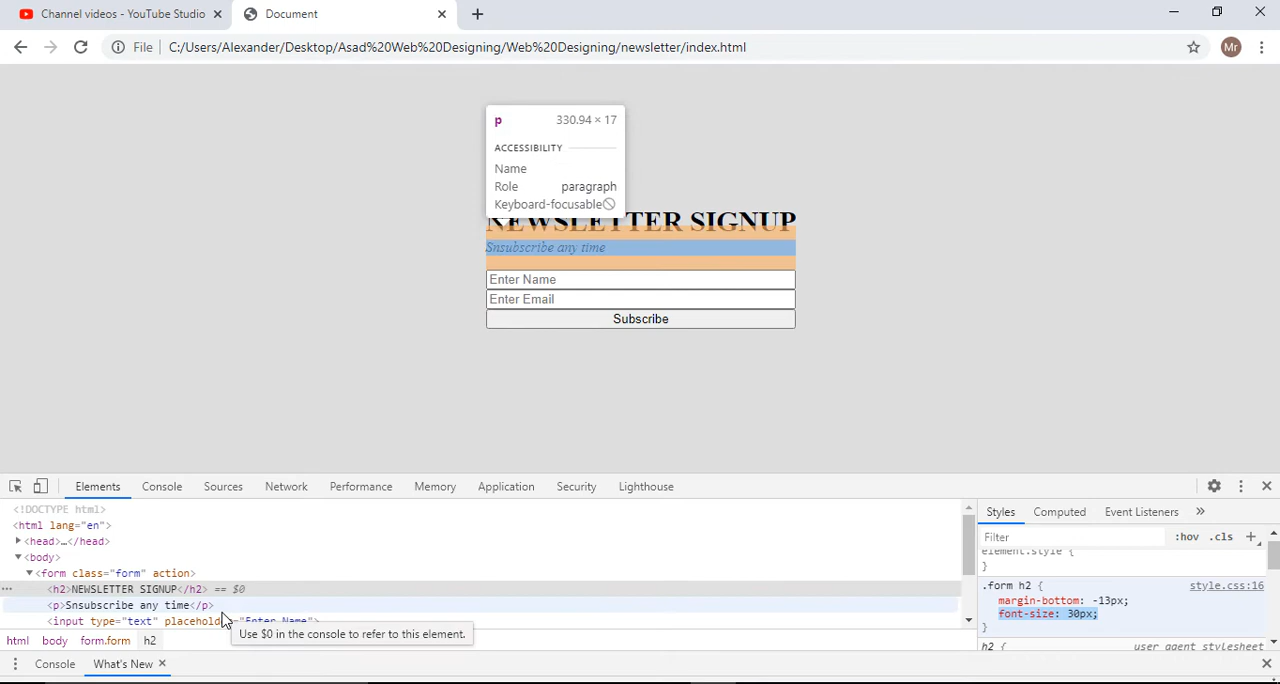 Channel videos - YouTube Studio
Document
File
C:/Users/Alexander/Desktop/Asad%20Web%20Designing/Web%20Designing/newsletter/index.html
Mr
p 330.94 × 17
ACCESSIBILITY
Name
Role paragraph
Keyboard-focusable
NEWSLETTER SIGNUP
Snsubscribe any time
Enter Name
Enter Email
Subscribe
Elements Console Sources Network Performance Memory Application Security Lighthouse
<!DOCTYPE html>
<html lang="en">
<head>…</head>
<body>
<form class="form" action>
<h2>NEWSLETTER SIGNUP</h2> == $0
<p>Snsubscribe any time</p>
<input type="text" placeholder="Enter Name">
Use $0 in the console to refer to this element.
html body form.form h2
Styles Computed Event Listeners »
Filter :hov .cls +
element.style {
}
.form h2 { style.css:16
margin-bottom: -13px;
font-size: 30px;
}
h2 { user agent stylesheet
Console What's New